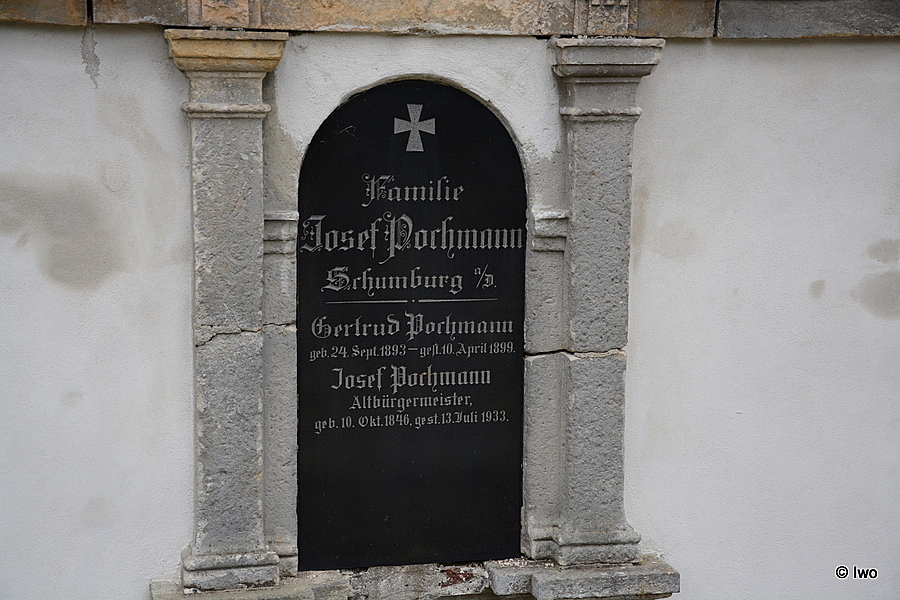 Familie
Josef Pochmann
Schumburg a/D.
Gertrud Pochmann
geb. 24. Sept. 1893 — gest. 10. April 1899.
Josef Pochmann
Altbürgermeister,
geb. 10. Okt. 1846, gest. 13. Juli 1933.
© Iwo